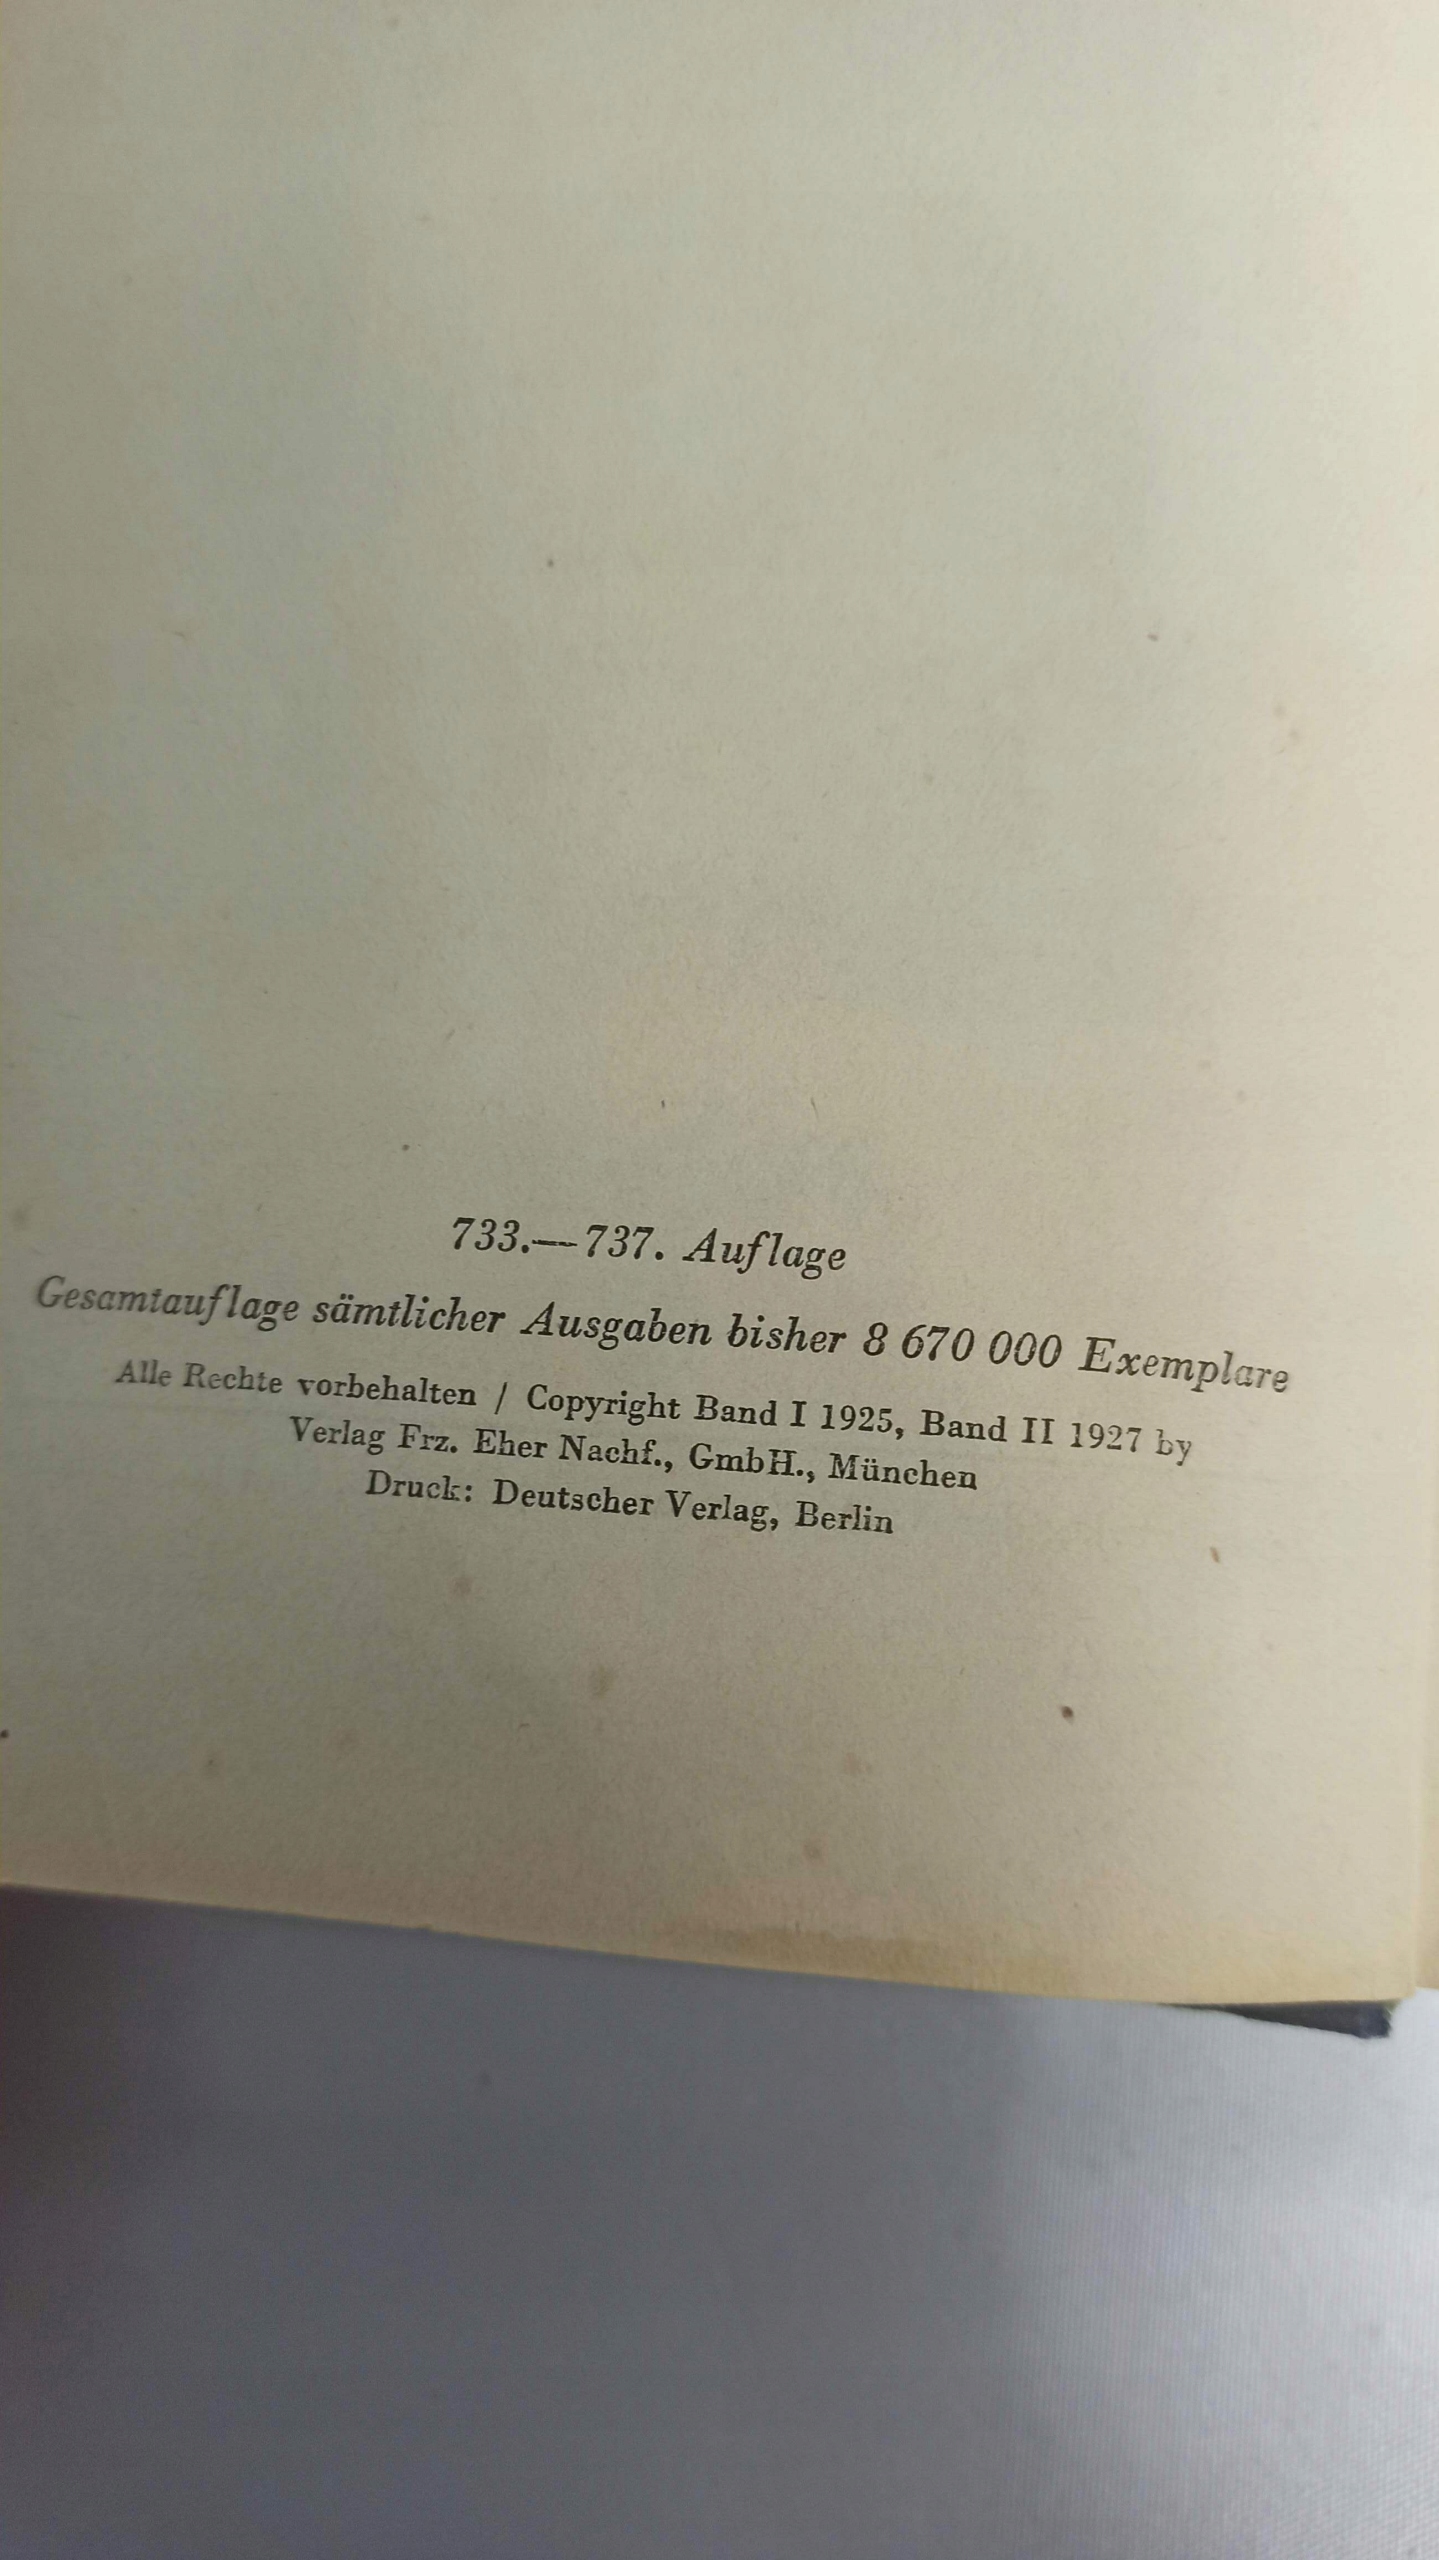 733.—737. Auflage
Gesamtauflage sämtlicher Ausgaben bisher 8 670 000 Exemplare
Alle Rechte vorbehalten / Copyright Band I 1925, Band II 1927 by
Verlag Frz. Eher Nachf., GmbH., München
Druck: Deutscher Verlag, Berlin